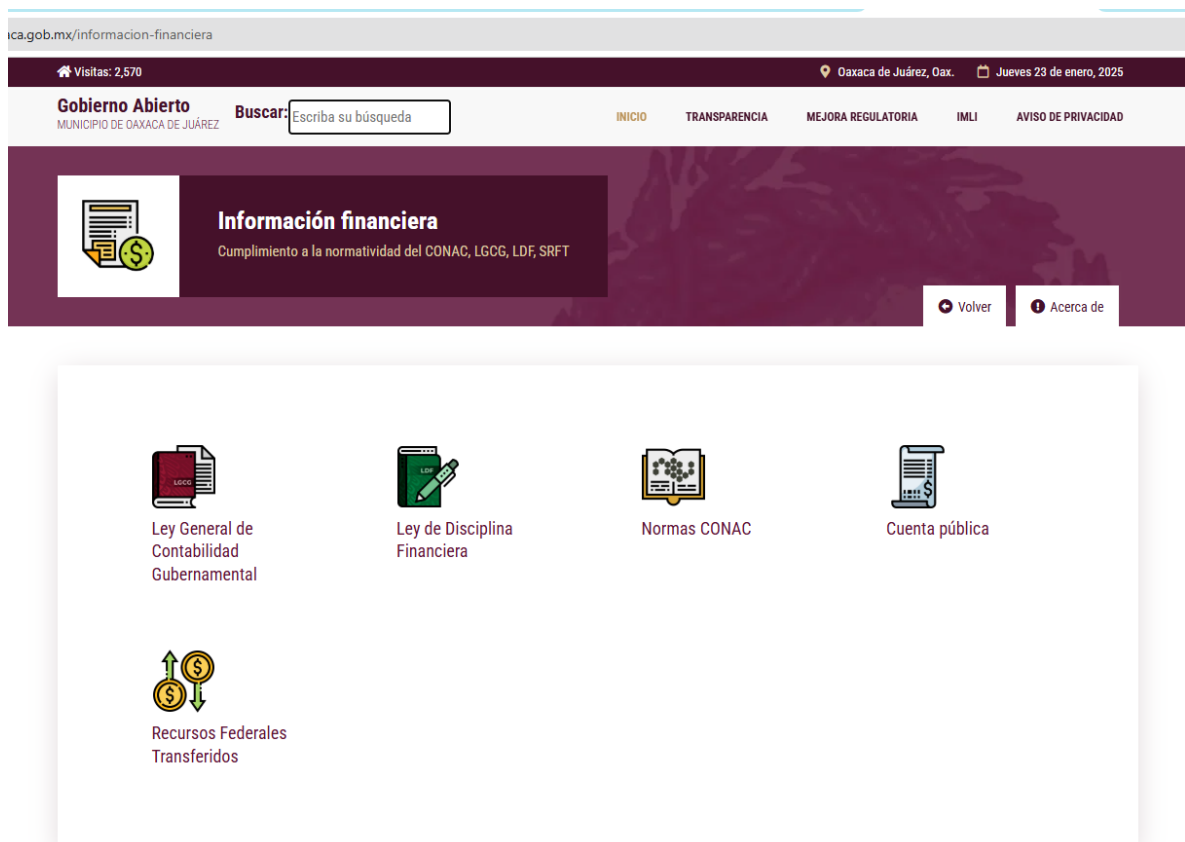 ca.gob.mx/informacion-financiera
Visitas: 2,570
Oaxaca de Juárez, Oax.
Jueves 23 de enero, 2025
Gobierno Abierto
MUNICIPIO DE OAXACA DE JUÁREZ
Buscar:
Escriba su búsqueda
INICIO
TRANSPARENCIA
MEJORA REGULATORIA
IMLI
AVISO DE PRIVACIDAD
Información financiera
Cumplimiento a la normatividad del CONAC, LGCG, LDF, SRFT
Volver
Acerca de
LGCG
Ley General de
Contabilidad
Gubernamental
LDF
Ley de Disciplina
Financiera
Normas CONAC
Cuenta pública
Recursos Federales
Transferidos